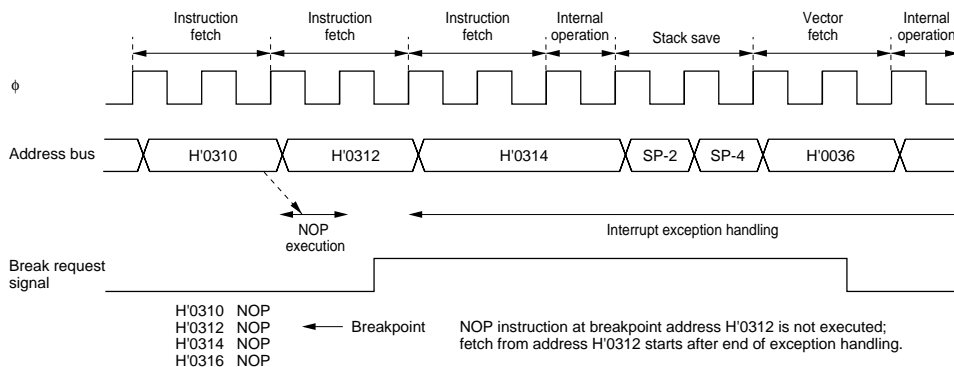 Instruction fetch
Instruction fetch
Instruction fetch
Internal operation
Stack save
Vector fetch
Internal operation
φ
Address bus
H'0310
H'0312
H'0314
SP-2
SP-4
H'0036
NOP execution
Interrupt exception handling
Break request signal
H'0310 NOP
H'0312 NOP
H'0314 NOP
H'0316 NOP
Breakpoint
NOP instruction at breakpoint address H'0312 is not executed;
fetch from address H'0312 starts after end of exception handling.